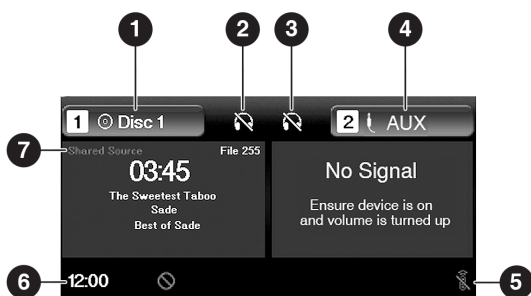 1 2 3 4
1 Disc 1 2 AUX
7
Shared Source File 255
03:45
The Sweetest Taboo
Sade
Best of Sade
No Signal
Ensure device is on
and volume is turned up
6 12:00 5